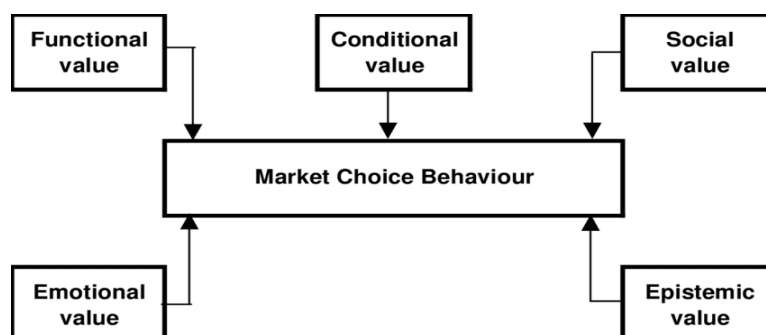 Functional
value
Conditional
value
Social
value
Market Choice Behaviour
Emotional
value
Epistemic
value